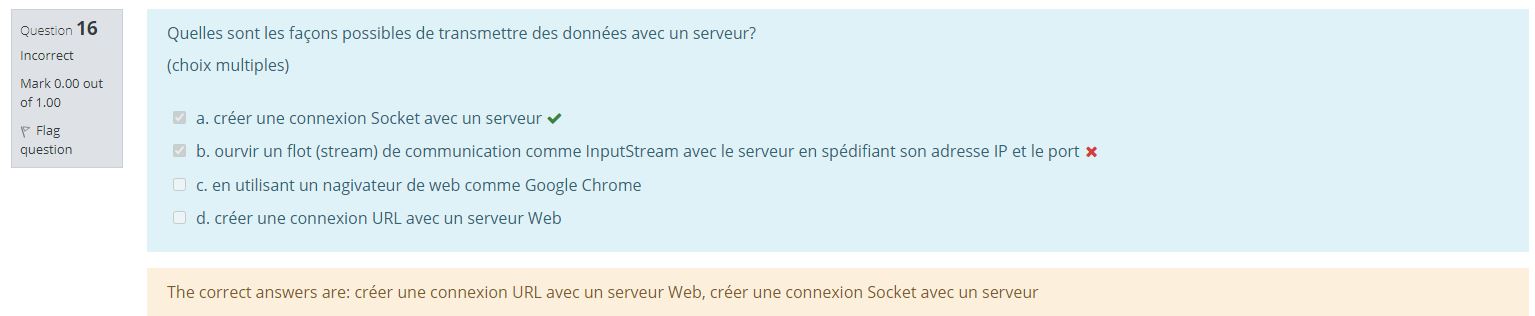 Question 16
Incorrect
Mark 0.00 out
of 1.00
Flag
question
Quelles sont les façons possibles de transmettre des données avec un serveur?
(choix multiples)
a. créer une connexion Socket avec un serveur
b. ourvir un flot (stream) de communication comme InputStream avec le serveur en spédifiant son adresse IP et le port
c. en utilisant un nagivateur de web comme Google Chrome
d. créer une connexion URL avec un serveur Web
The correct answers are: créer une connexion URL avec un serveur Web, créer une connexion Socket avec un serveur